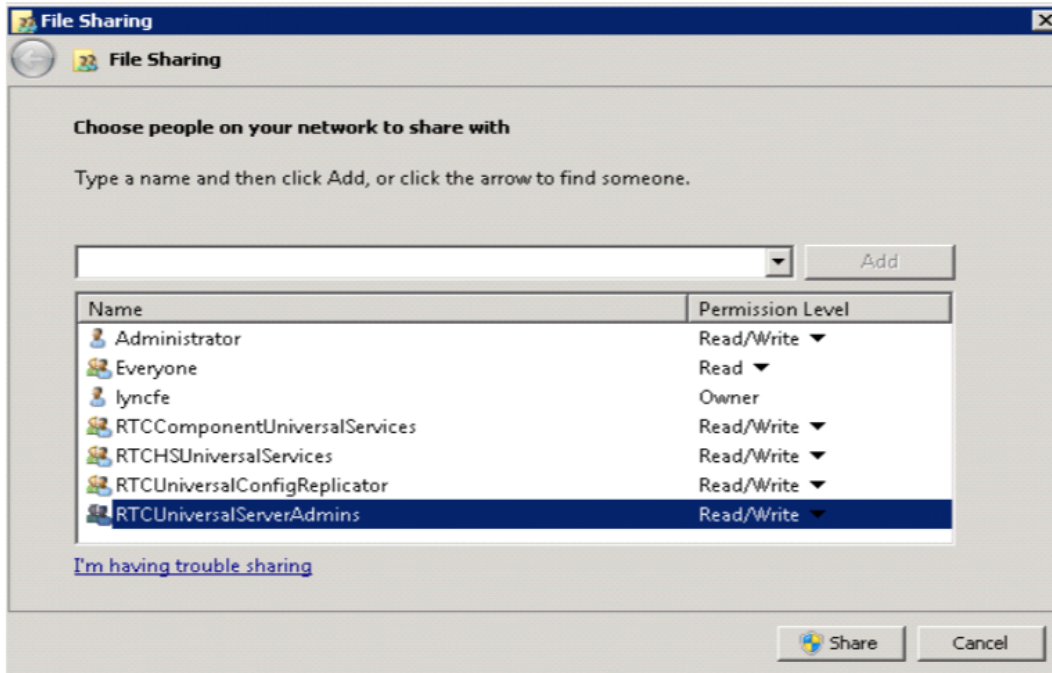 File Sharing
File Sharing
Choose people on your network to share with
Type a name and then click Add, or click the arrow to find someone.
Add
Name Permission Level
Administrator Read/Write
Everyone Read
lyncfe Owner
RTCComponentUniversalServices Read/Write
RTCHSUniversalServices Read/Write
RTCUniversalConfigReplicator Read/Write
RTCUniversalServerAdmins Read/Write
I'm having trouble sharing
Share Cancel